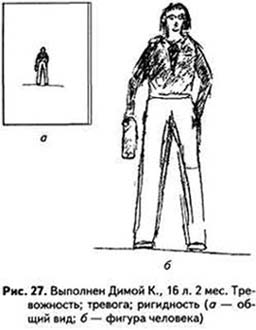 а
б
Рис. 27. Выполнен Димой К., 16 л. 2 мес. Тре-
вожность; тревога; ригидность (а — об-
щий вид; б — фигура человека)